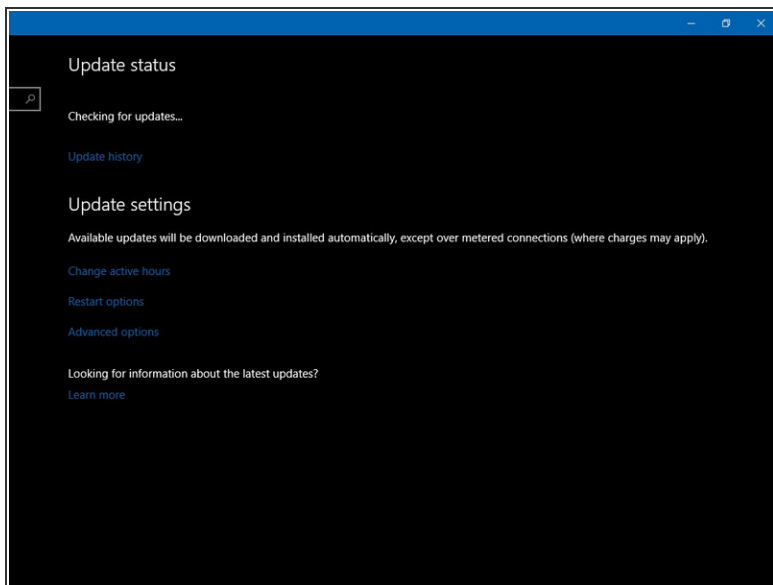 Update status
Checking for updates...
Update history
Update settings
Available updates will be downloaded and installed automatically, except over metered connections (where charges may apply).
Change active hours
Restart options
Advanced options
Looking for information about the latest updates?
Learn more